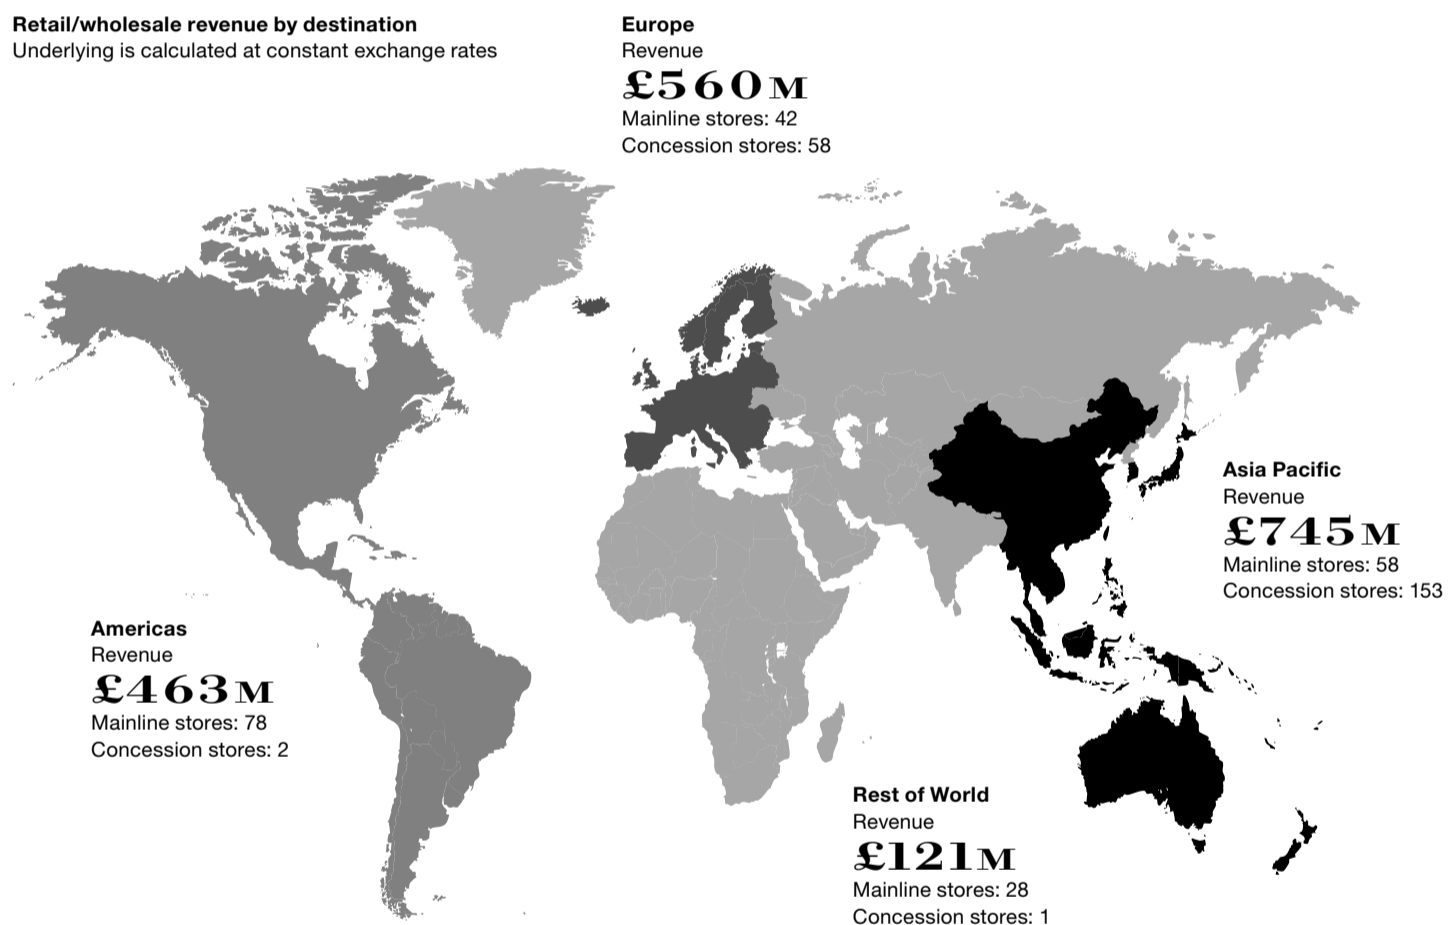 Retail/wholesale revenue by destination
Underlying is calculated at constant exchange rates
Europe
Revenue
£560M
Mainline stores: 42
Concession stores: 58
Asia Pacific
Revenue
£745M
Mainline stores: 58
Concession stores: 153
Americas
Revenue
£463M
Mainline stores: 78
Concession stores: 2
Rest of World
Revenue
£121M
Mainline stores: 28
Concession stores: 1